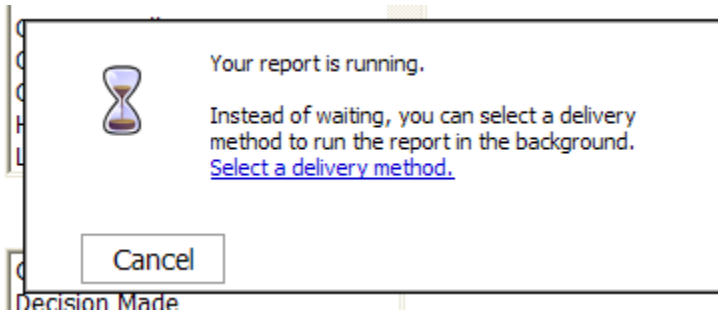 Your report is running.
Instead of waiting, you can select a delivery
method to run the report in the background.
Select a delivery method.
Cancel
Decision Made